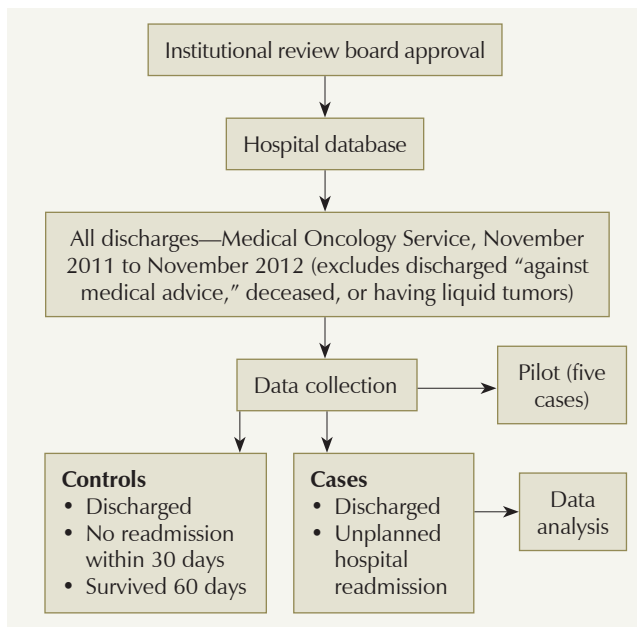 Institutional review board approval
Hospital database
All discharges—Medical Oncology Service, November
2011 to November 2012 (excludes discharged “against
medical advice,” deceased, or having liquid tumors)
Data collection
Pilot (five
cases)
Controls
• Discharged
• No readmission
within 30 days
• Survived 60 days
Cases
• Discharged
• Unplanned
hospital
readmission
Data
analysis